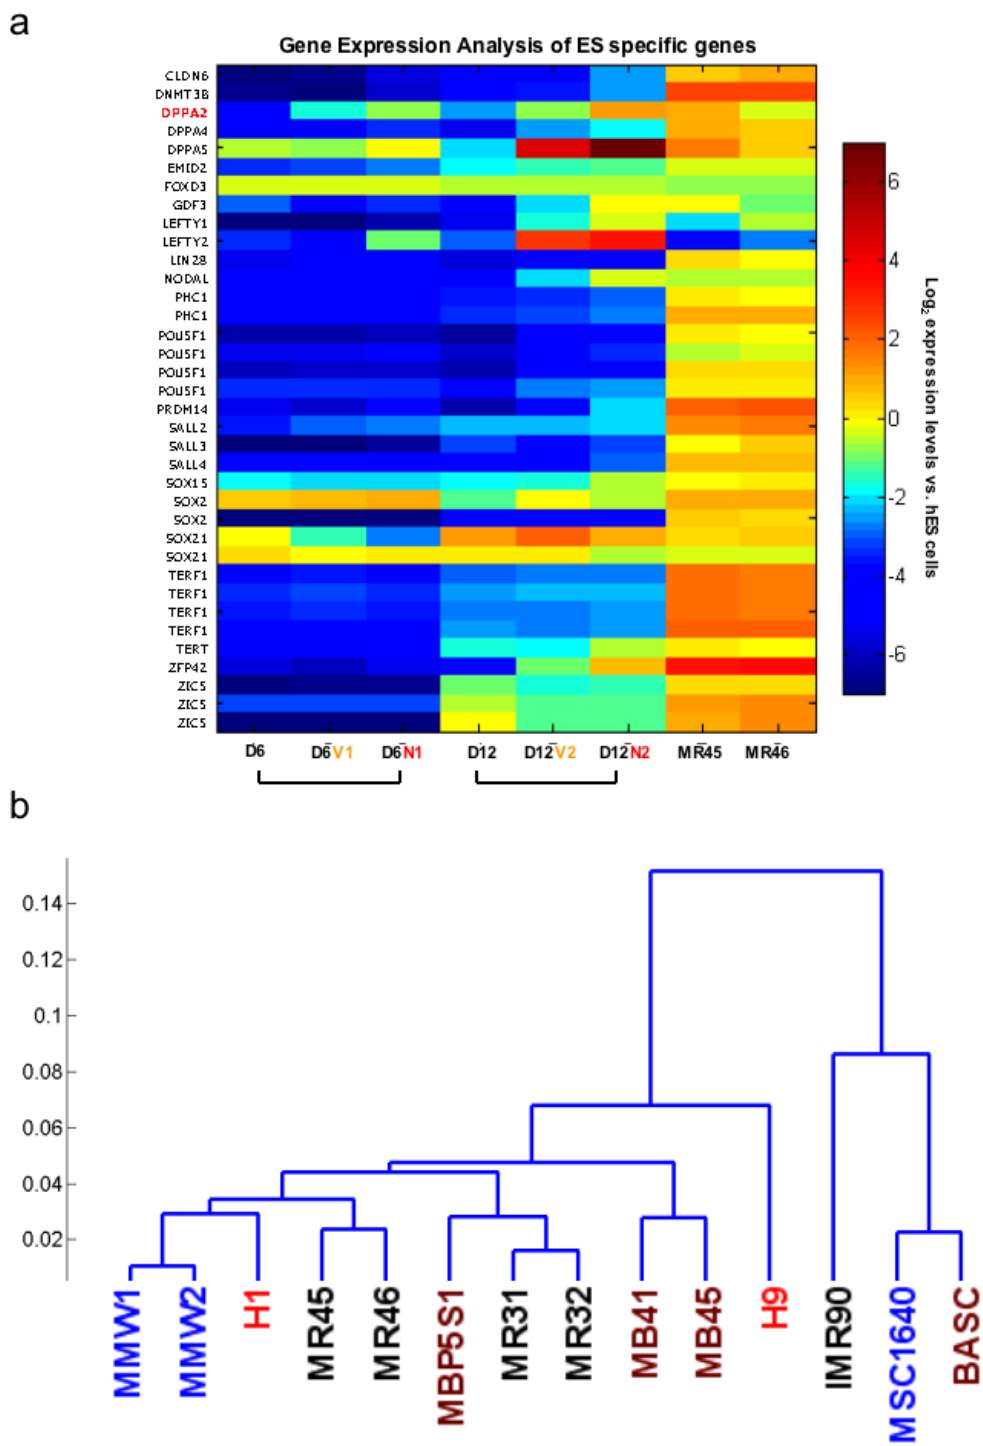 a
Gene Expression Analysis of ES specific genes
CLDN6
DNMT3B
DPPA2
DPPA4
DPPA5
EMID2
FOXD3
GDF3
LEFTY1
LEFTY2
LIN28
NODAL
PHC1
PHC1
POU5F1
POU5F1
POU5F1
POU5F1
PRDM14
SALL2
SALL3
SALL4
SOX15
SOX2
SOX2
SOX21
SOX21
TERF1
TERF1
TERF1
TERF1
TERT
ZFP42
ZIC5
ZIC5
ZIC5
D6 D6-V1 D6-N1 D12 D12-V2 D12-N2 MR45 MR46
6
4
2
0
-2
-4
-6
Log2 expression levels vs. hES cells
b
0.14
0.12
0.1
0.08
0.06
0.04
0.02
MMW1
MMW2
H1
MR45
MR46
MBP5S1
MR31
MR32
MB41
MB45
H9
IMR90
MSC1640
BASC